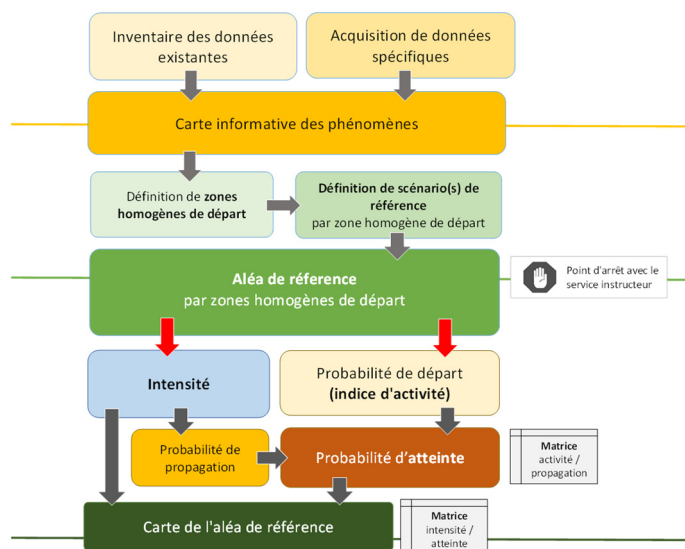 Inventaire des données
existantes
Acquisition de données
spécifiques
Carte informative des phénomènes
Définition de zones
homogènes de départ
Définition de scénario(s) de
référence
par zone homogène de départ
Aléa de réference
par zones homogènes de départ
Point d'arrêt avec le
service instructeur
Intensité
Probabilité de départ
(indice d'activité)
Probabilité de
propagation
Probabilité d'atteinte
Matrice
activité /
propagation
Carte de l'aléa de référence
Matrice
intensité /
atteinte